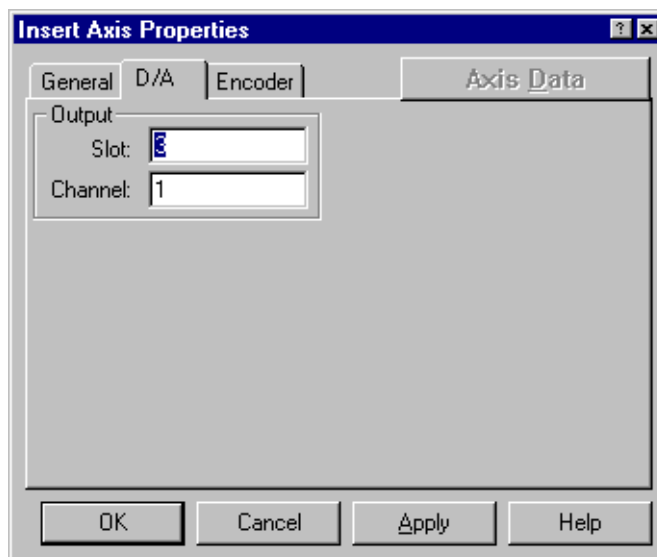 Insert Axis Properties
General D/A Encoder Axis Data
Output
Slot: 3
Channel: 1
OK Cancel Apply Help